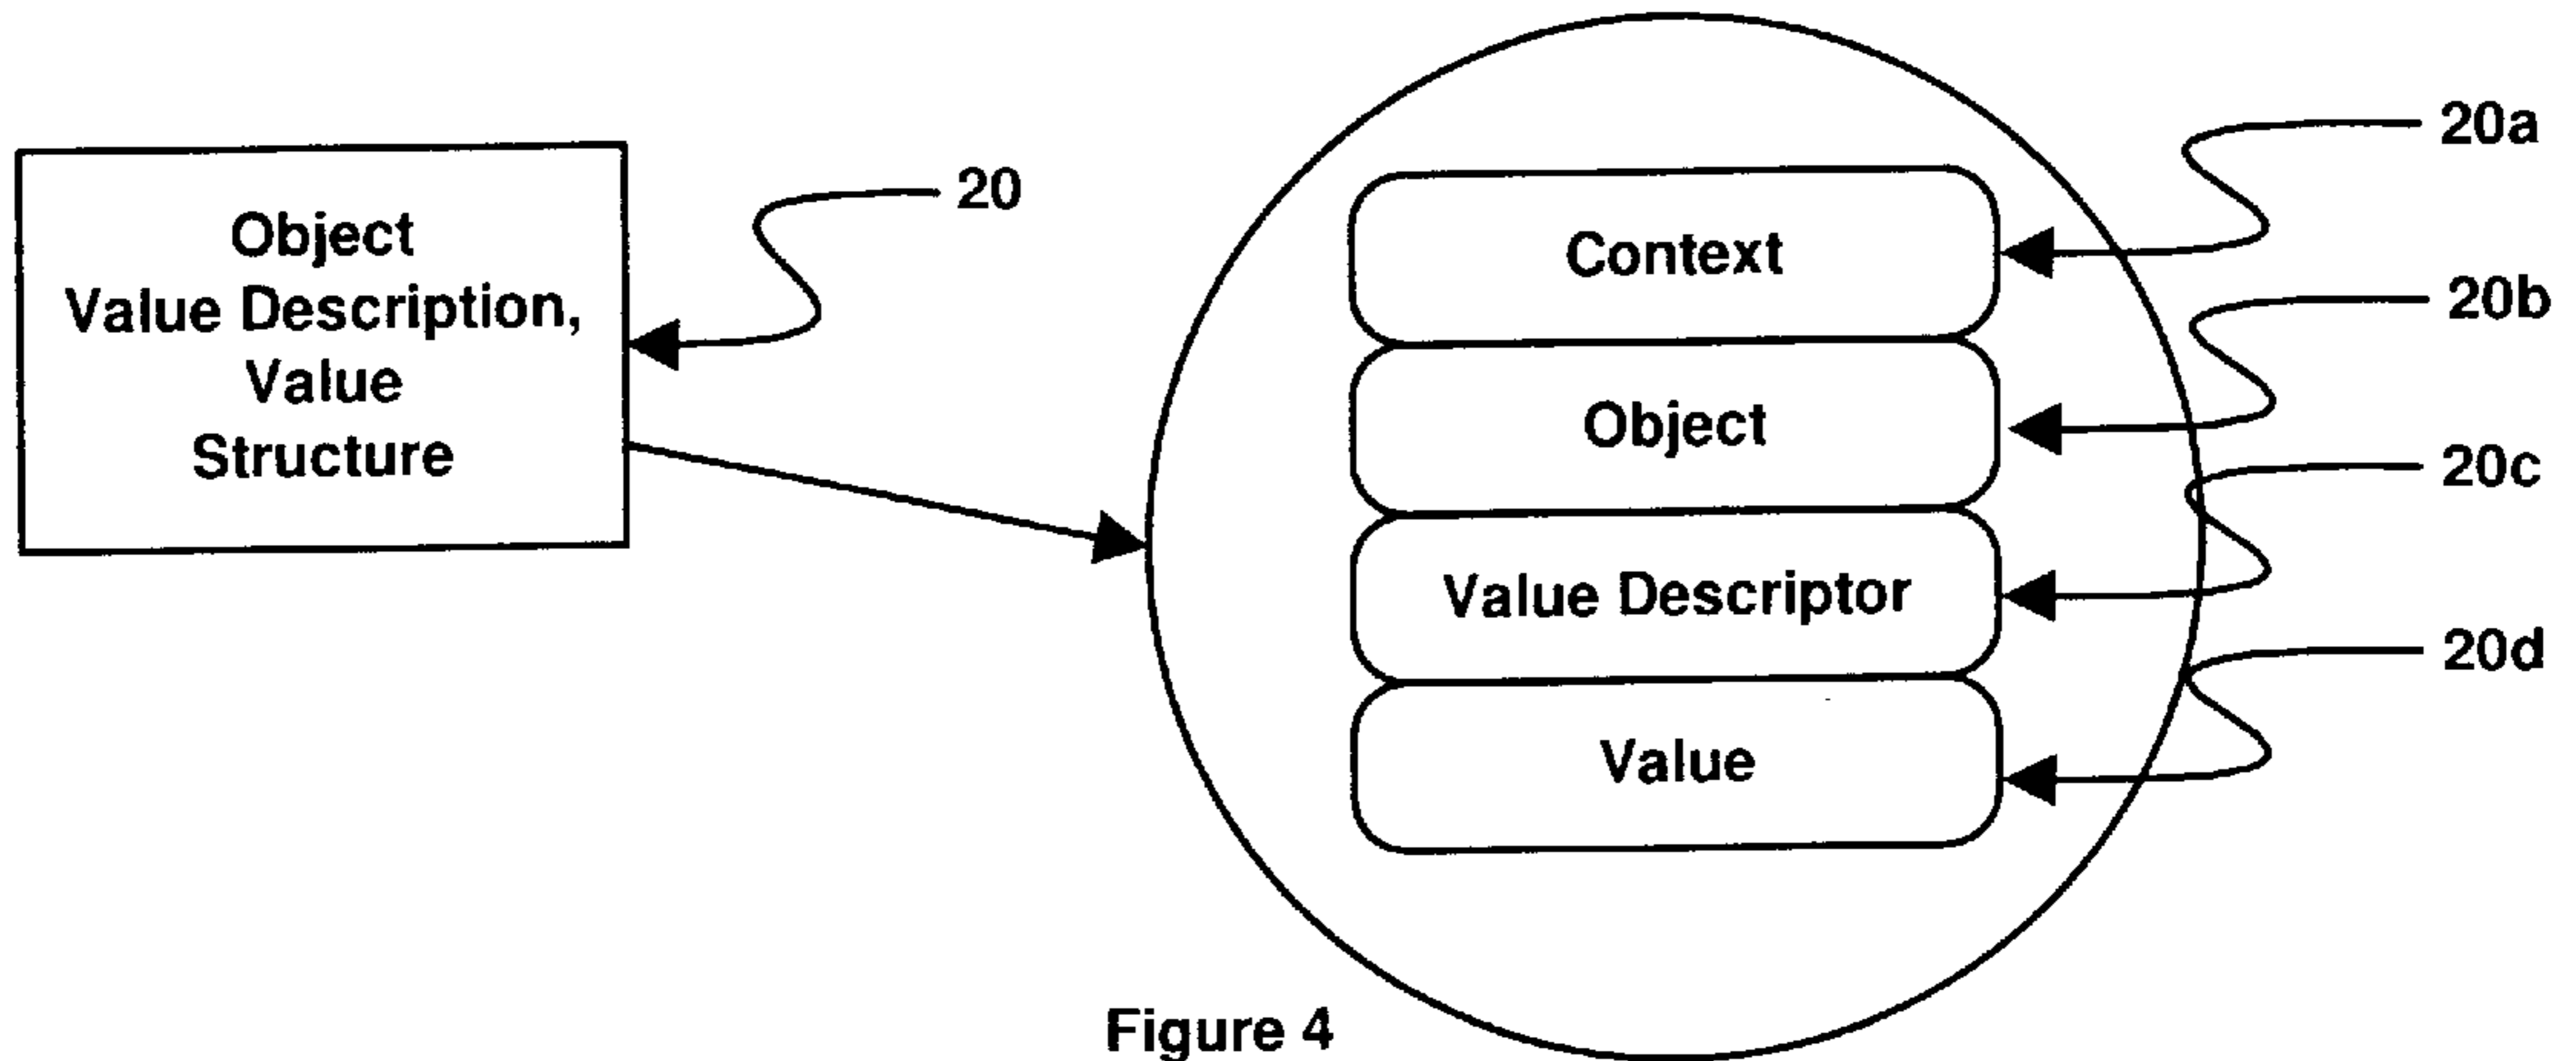 Object
Value Description,
Value
Structure
20
Context
Object
Value Descriptor
Value
20a
20b
20c
20d
Figure 4